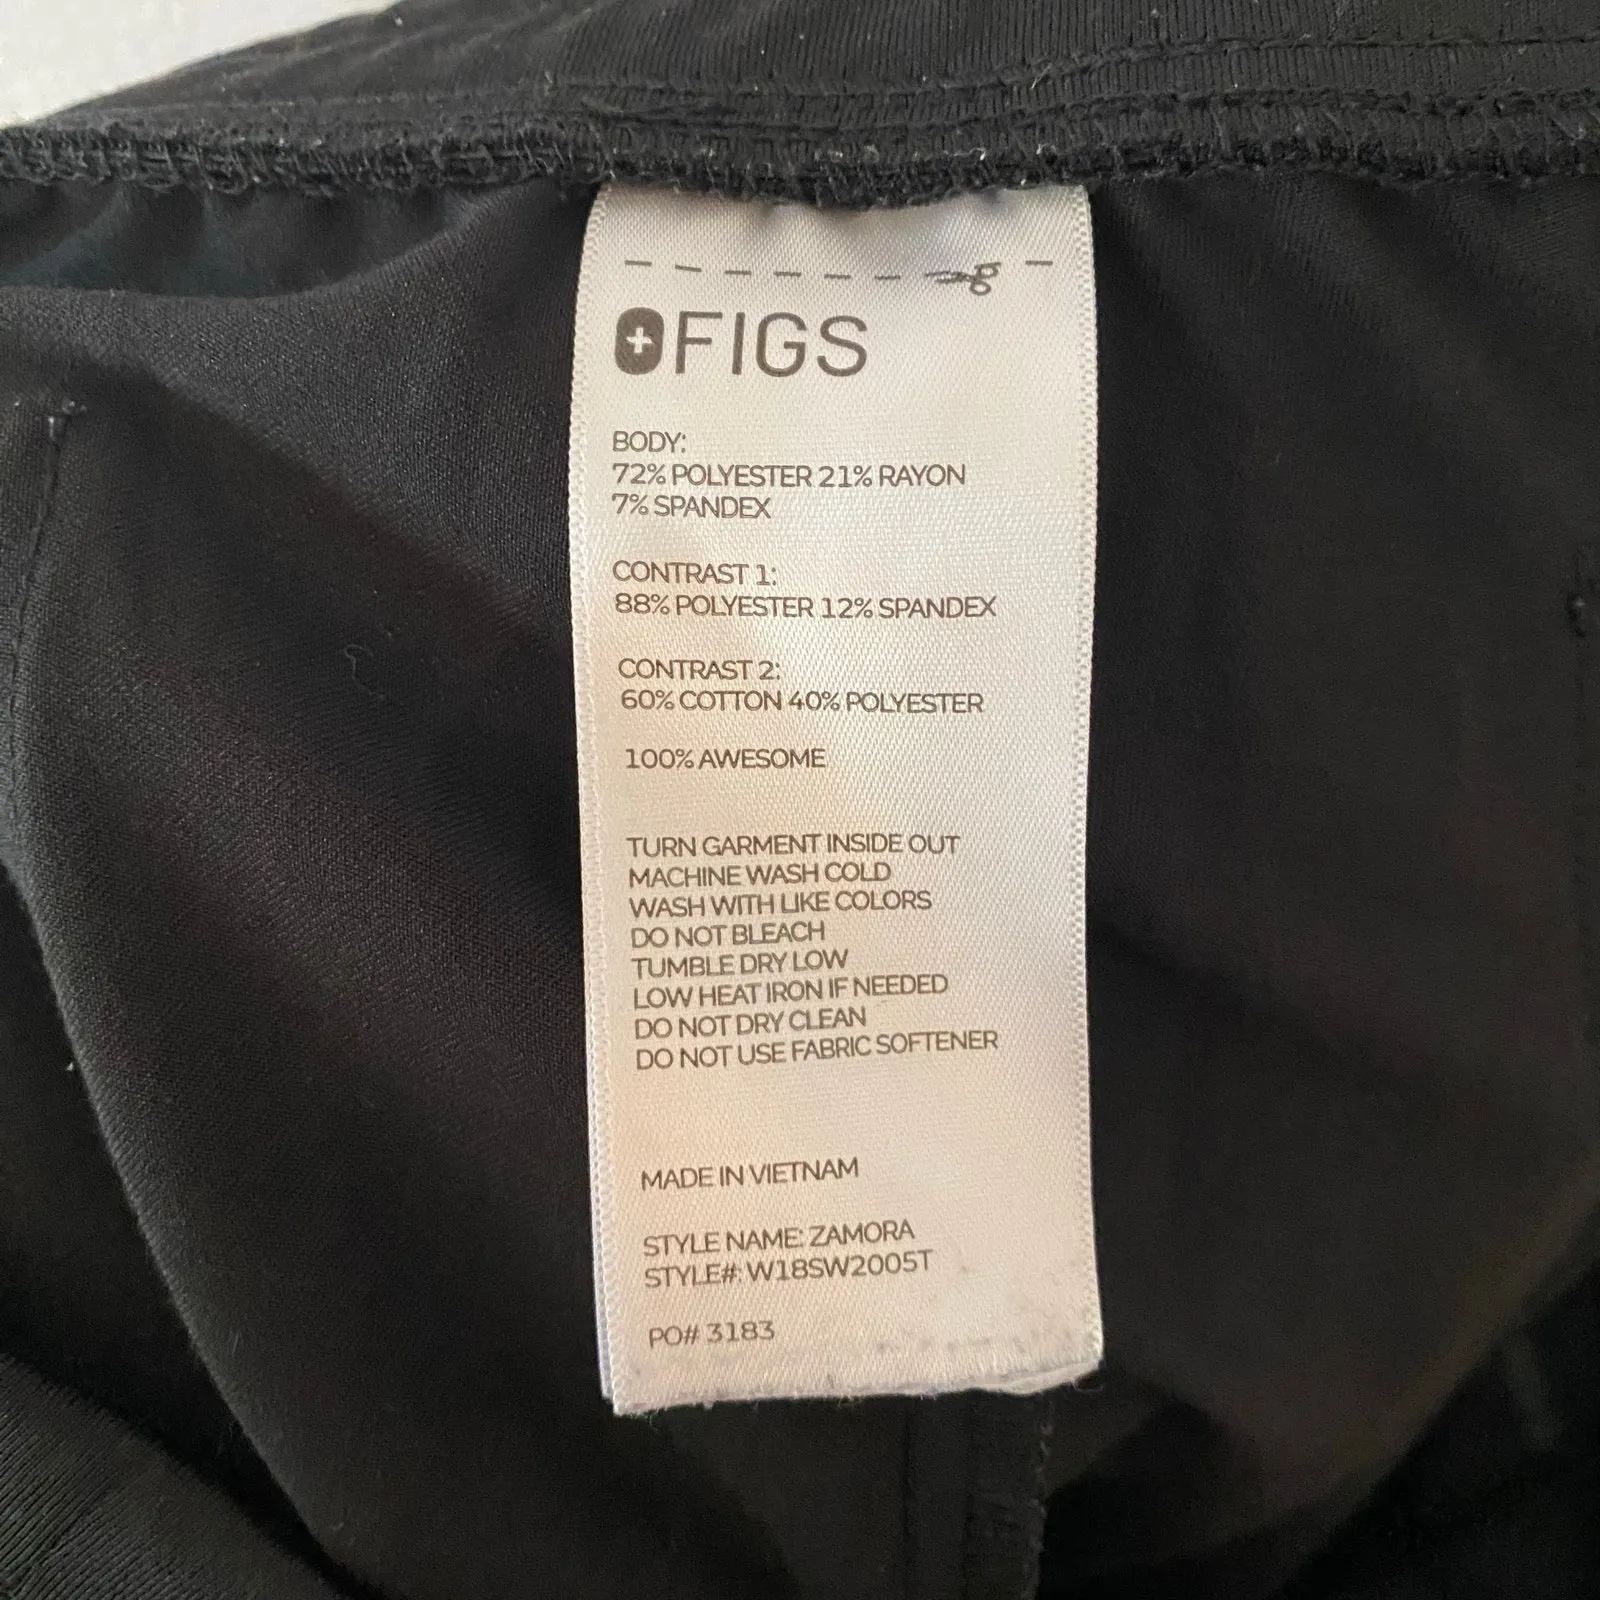 FIGS
BODY:
72% POLYESTER 21% RAYON
7% SPANDEX
CONTRAST 1:
88% POLYESTER 12% SPANDEX
CONTRAST 2:
60% COTTON 40% POLYESTER
100% AWESOME
TURN GARMENT INSIDE OUT
MACHINE WASH COLD
WASH WITH LIKE COLORS
DO NOT BLEACH
TUMBLE DRY LOW
LOW HEAT IRON IF NEEDED
DO NOT DRY CLEAN
DO NOT USE FABRIC SOFTENER
MADE IN VIETNAM
STYLE NAME: ZAMORA
STYLE#: W18SW2005T
PO# 3183